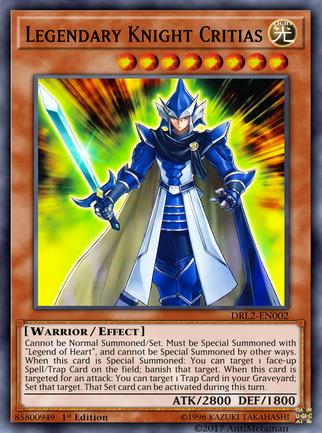 Legendary Knight Critias
LIGHT
光
DRL2-EN002
[Warrior / Effect]
Cannot be Normal Summoned/Set. Must be Special Summoned with
"Legend of Heart", and cannot be Special Summoned by other ways.
When this card is Special Summoned: You can target 1 face-up
Spell/Trap Card on the field; banish that target. When this card is
targeted for an attack: You can target 1 Trap Card in your Graveyard;
Set that target. That Set card can be activated during this turn.
ATK/2800 DEF/1800
85800949 1st Edition ©1996 KAZUKI TAKAHASHI
©2017 AntiMetaman